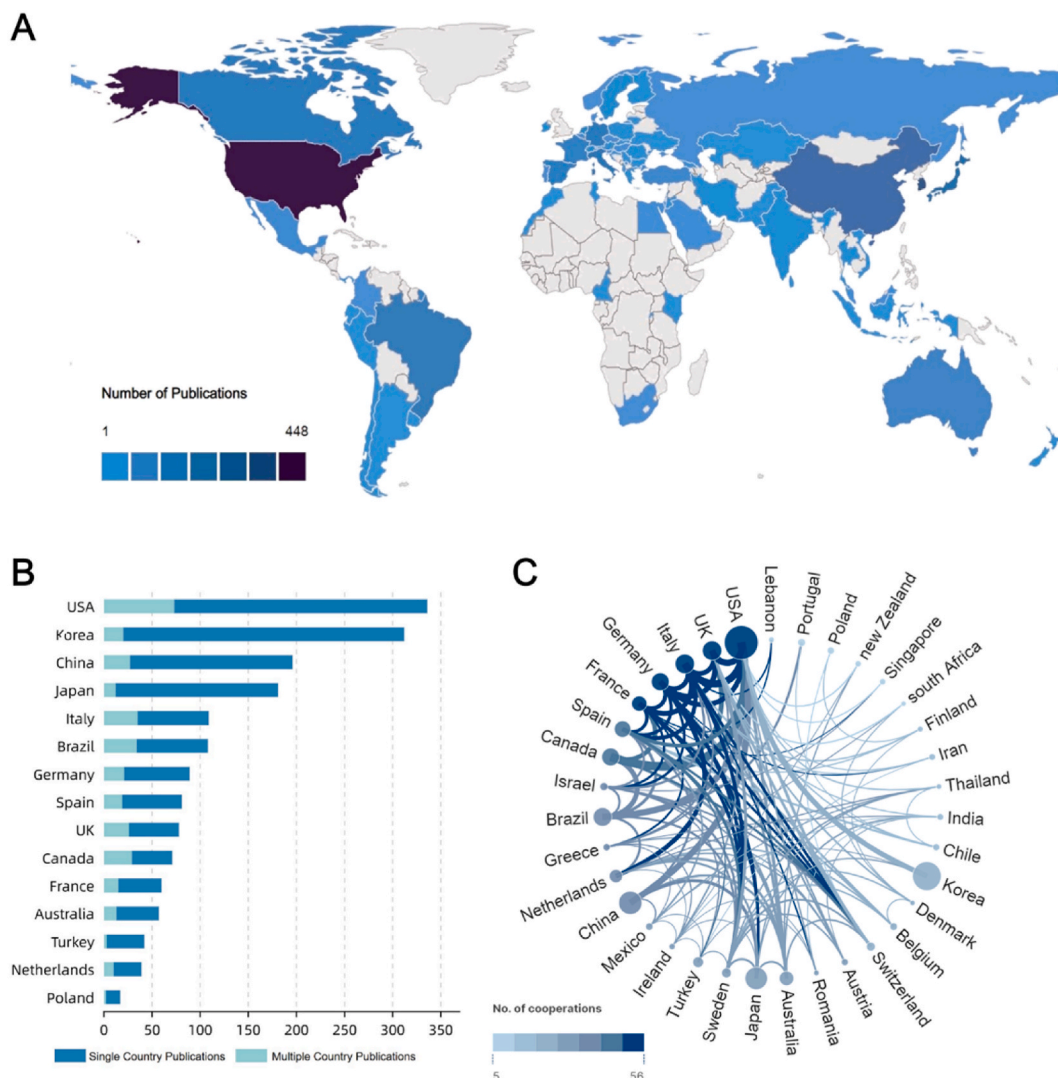 A
Number of Publications
1 448
B
USA
Korea
China
Japan
Italy
Brazil
Germany
Spain
UK
Canada
France
Australia
Turkey
Netherlands
Poland
0 50 100 150 200 250 300 350
Single Country Publications Multiple Country Publications
C
USA
Lebanon
Portugal
Poland
new Zealand
Singapore
south Africa
Finland
Iran
Thailand
India
Chile
Korea
Denmark
Belgium
Switzerland
Austria
Romania
Australia
Japan
Sweden
Turkey
Ireland
Mexico
China
Netherlands
Greece
Brazil
Israel
Canada
Spain
France
Germany
Italy
UK
No. of cooperations
5 56